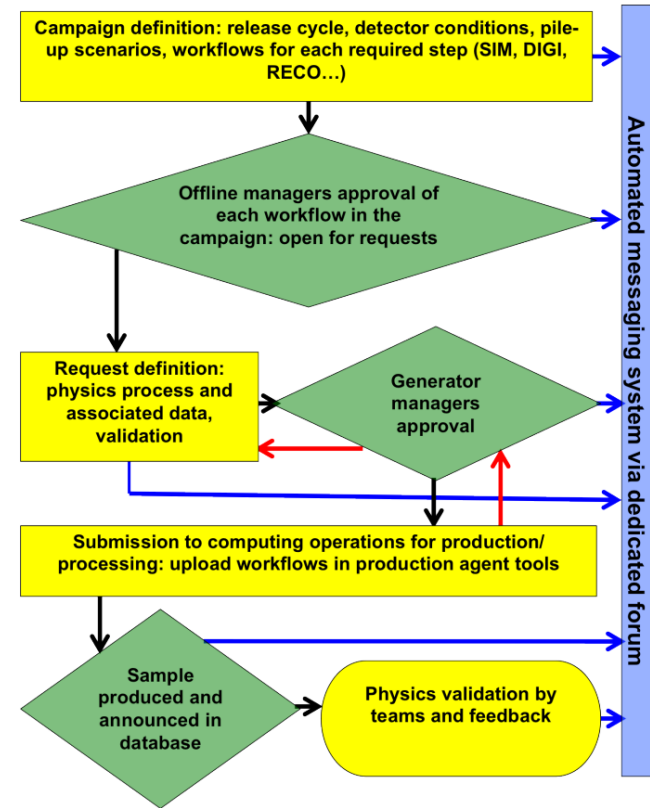 Campaign definition: release cycle, detector conditions, pile-
up scenarios, workflows for each required step (SIM, DIGI,
RECO…)
Offline managers approval of
each workflow in the
campaign: open for requests
Request definition:
physics process and
associated data,
validation
Generator
managers
approval
Submission to computing operations for production/
processing: upload workflows in production agent tools
Sample
produced and
announced in
database
Physics validation by
teams and feedback
Automated messaging system via dedicated forum